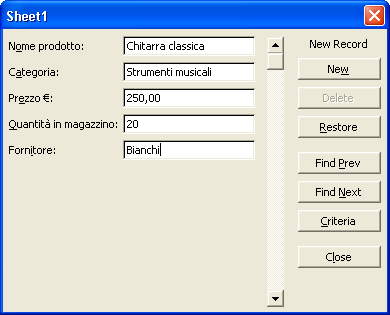 Sheet1
Nome prodotto: Chitarra classica
Categoria: Strumenti musicali
Prezzo €: 250,00
Quantità in magazzino: 20
Fornitore: Bianchi
New Record
New
Delete
Restore
Find Prev
Find Next
Criteria
Close